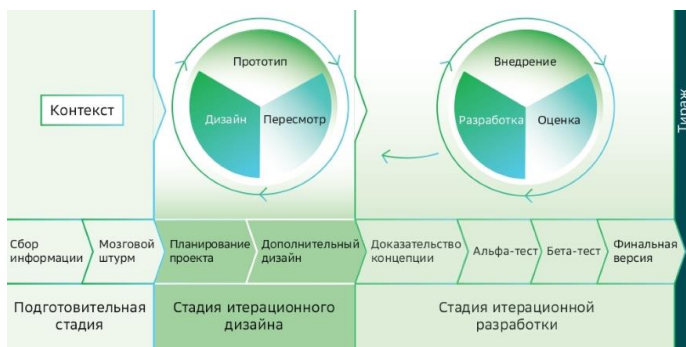 Контекст
Прототип
Дизайн
Пересмотр
Внедрение
Разработка
Оценка
Тираж
Сбор
информации
Мозговой
штурм
Планирование
проекта
Дополнительный
дизайн
Доказательство
концепции
Альфа-тест
Бета-тест
Финальная
версия
Подготовительная
стадия
Стадия итерационного
дизайна
Стадия итерационной
разработки